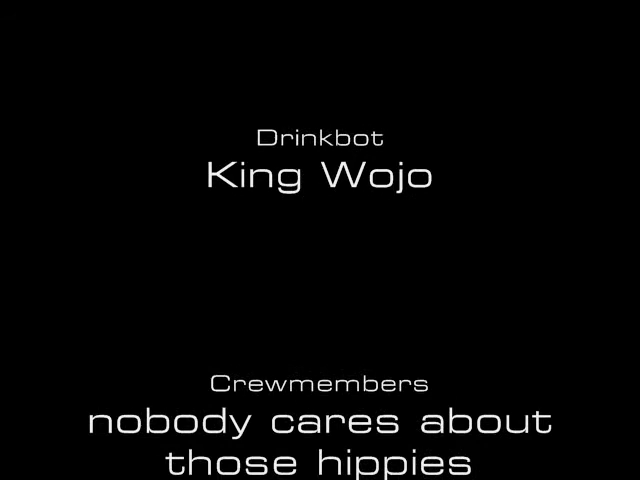 Drinkbot
King Wojo
Crewmembers
nobody cares about
those hippies